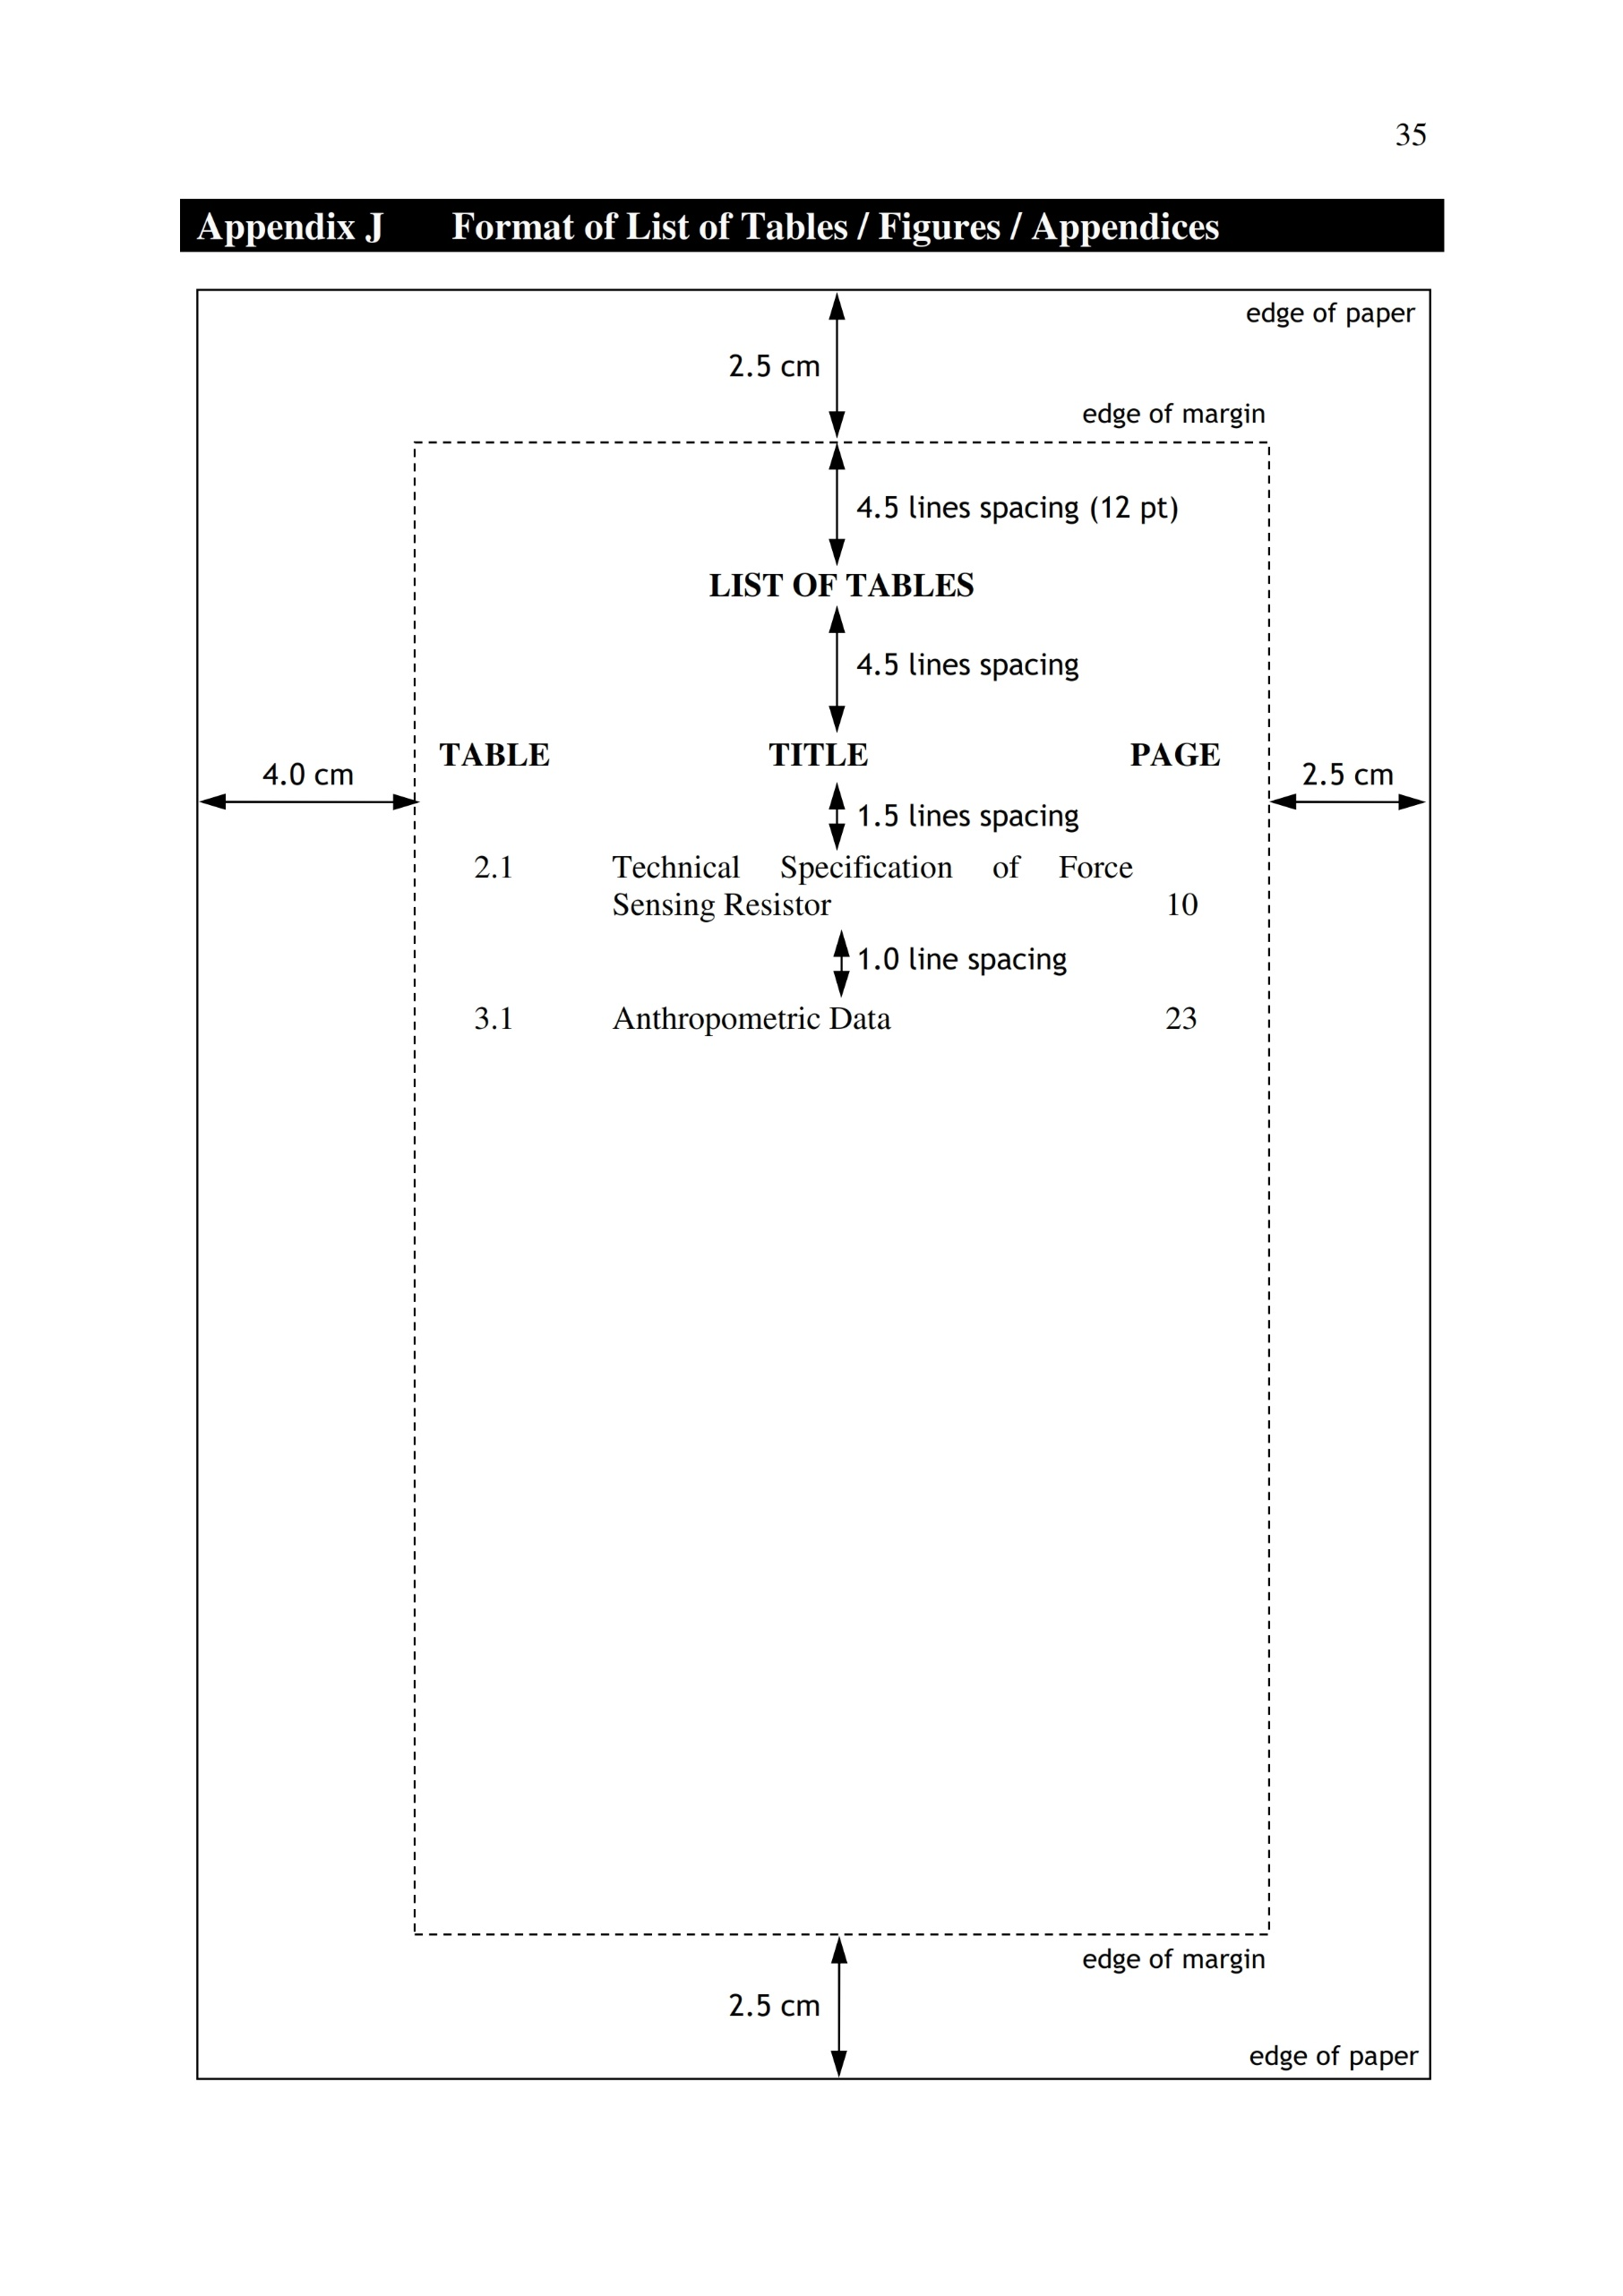 35
Appendix J Format of List of Tables / Figures / Appendices
edge of paper
2.5 cm
edge of margin
4.5 lines spacing (12 pt)
LIST OF TABLES
4.5 lines spacing
TABLE TITLE PAGE
4.0 cm 2.5 cm
1.5 lines spacing
2.1 Technical Specification of Force
Sensing Resistor 10
1.0 line spacing
3.1 Anthropometric Data 23
edge of margin
2.5 cm
edge of paper